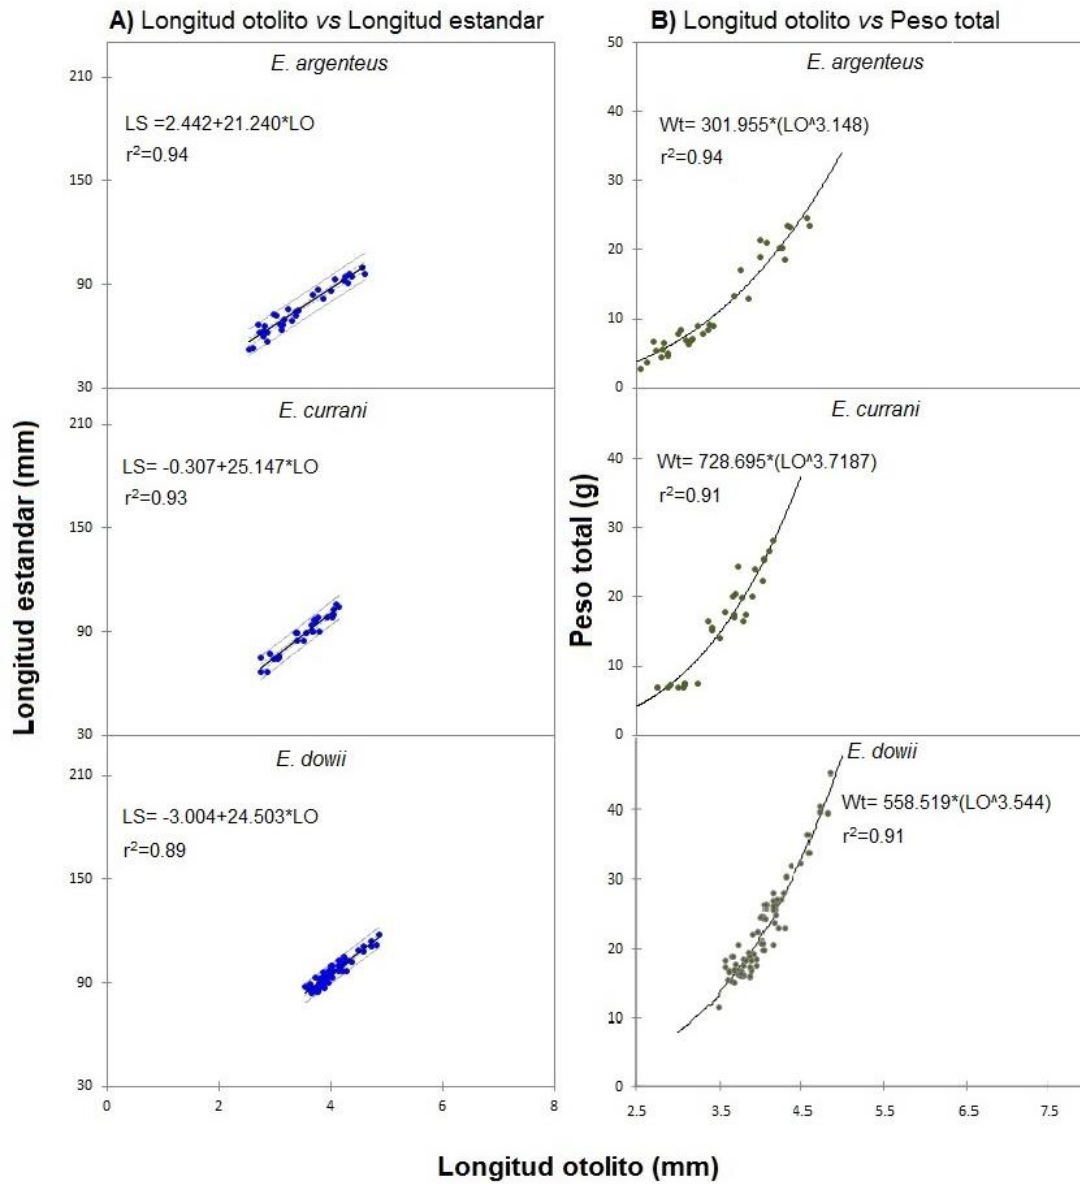 A) Longitud otolito vs Longitud estandar
B) Longitud otolito vs Peso total
Longitud estandar (mm)
E. argenteus
LS =2.442+21.240*LO
r²=0.94
210
150
90
30
E. currani
LS= -0.307+25.147*LO
r²=0.93
210
150
90
30
E. dowii
LS= -3.004+24.503*LO
r²=0.89
210
150
90
30
0 2 4 6 8
Peso total (g)
E. argenteus
Wt= 301.955*(LO^3.148)
r²=0.94
50
40
30
20
10
0
E. currani
Wt= 728.695*(LO^3.7187)
r²=0.91
40
30
20
10
0
E. dowii
Wt= 558.519*(LO^3.544)
r²=0.91
40
30
20
10
0
2.5 3.5 4.5 5.5 6.5 7.5
Longitud otolito (mm)